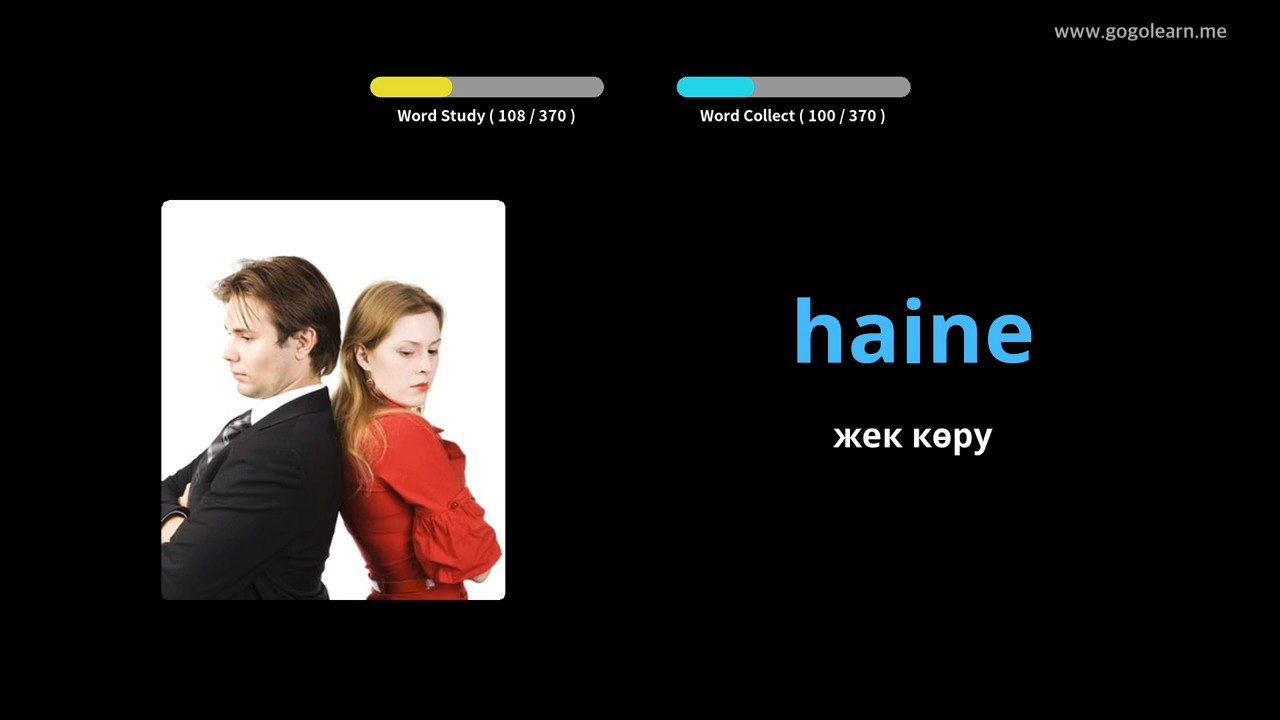 www.gogolearn.me
Word Study ( 108 / 370 )
Word Collect ( 100 / 370 )
haine
жек көру